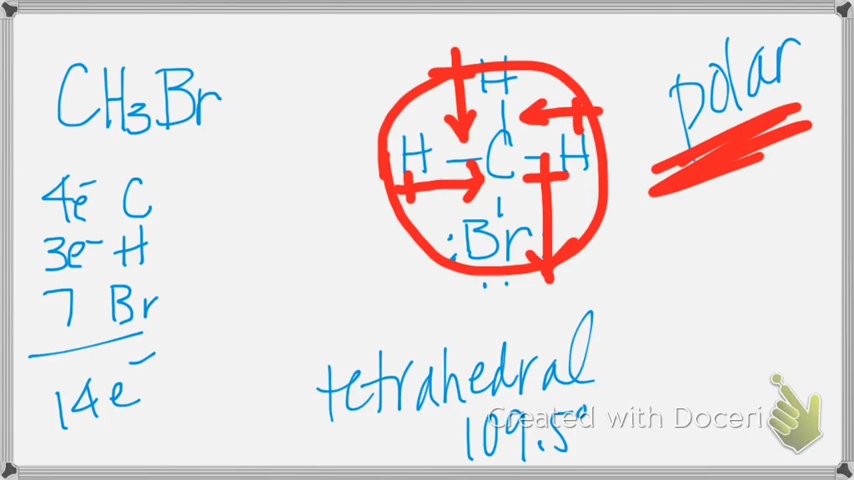 CH₃Br
4e⁻ C
3e⁻ H
7 Br
14e⁻
H
H - C - H
:Br
polar
tetrahedral
109.5°
Created with Doceri